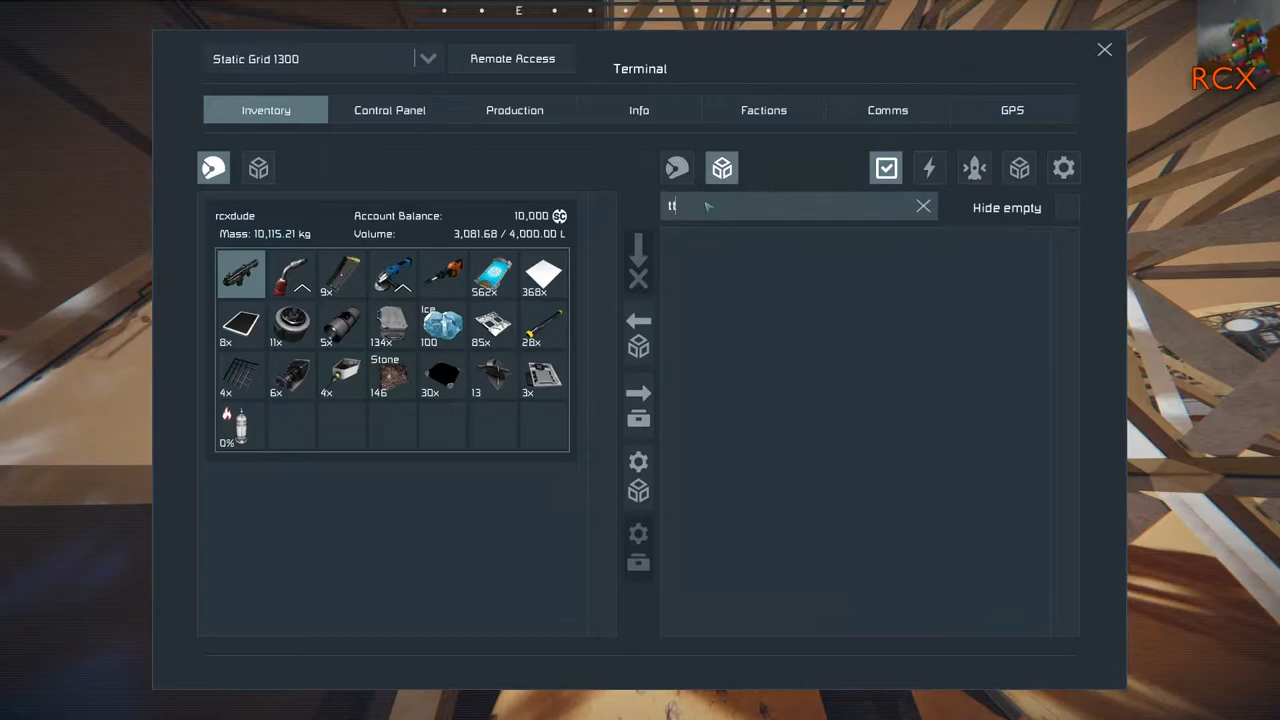 E
RCX
Static Grid 1300
Remote Access
Terminal
Inventory
Control Panel
Production
Info
Factions
Comms
GPS
tt
Hide empty
rcxdude
Account Balance:
10,000 SC
Mass: 10,115.21 kg
Volume:
3,081.68 / 4,000.00 L
9x
562x
368x
Ice
8x
11x
5x
134x
100
85x
28x
Stone
4x
6x
4x
146
30x
13
3x
0%